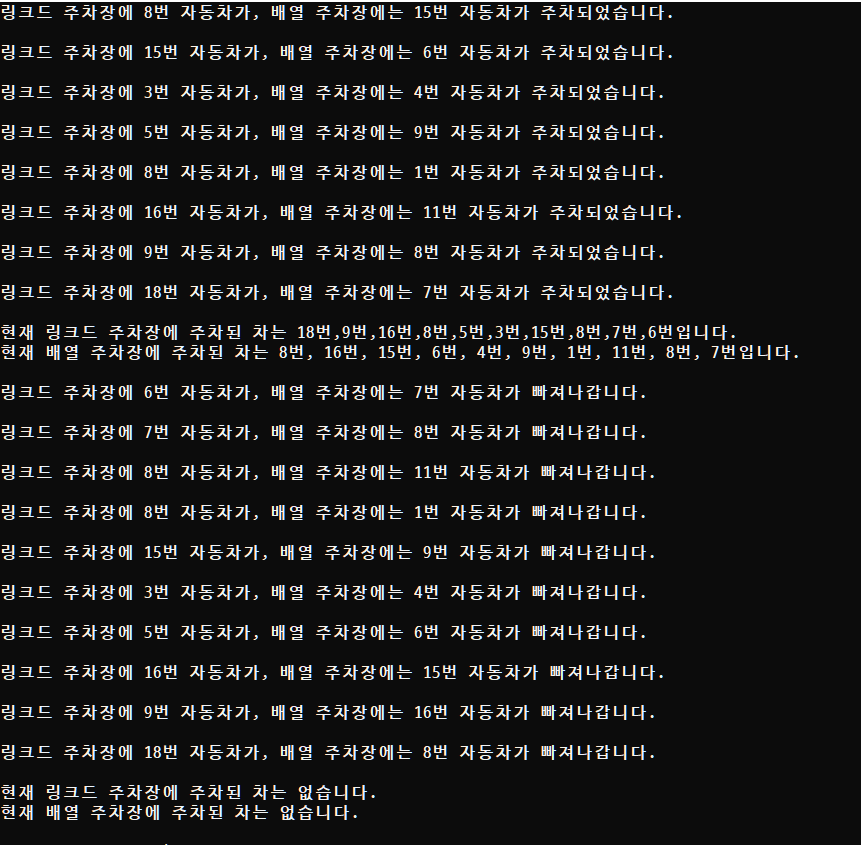 링크드 주차장에 8번 자동차가, 배열 주차장에는 15번 자동차가 주차되었습니다.
링크드 주차장에 15번 자동차가, 배열 주차장에는 6번 자동차가 주차되었습니다.
링크드 주차장에 3번 자동차가, 배열 주차장에는 4번 자동차가 주차되었습니다.
링크드 주차장에 5번 자동차가, 배열 주차장에는 9번 자동차가 주차되었습니다.
링크드 주차장에 8번 자동차가, 배열 주차장에는 1번 자동차가 주차되었습니다.
링크드 주차장에 16번 자동차가, 배열 주차장에는 11번 자동차가 주차되었습니다.
링크드 주차장에 9번 자동차가, 배열 주차장에는 8번 자동차가 주차되었습니다.
링크드 주차장에 18번 자동차가, 배열 주차장에는 7번 자동차가 주차되었습니다.
현재 링크드 주차장에 주차된 차는 18번,9번,16번,8번,5번,3번,15번,8번,7번,6번입니다.
현재 배열 주차장에 주차된 차는 8번, 16번, 15번, 6번, 4번, 9번, 1번, 11번, 8번, 7번입니다.
링크드 주차장에 6번 자동차가, 배열 주차장에는 7번 자동차가 빠져나갑니다.
링크드 주차장에 7번 자동차가, 배열 주차장에는 8번 자동차가 빠져나갑니다.
링크드 주차장에 8번 자동차가, 배열 주차장에는 11번 자동차가 빠져나갑니다.
링크드 주차장에 8번 자동차가, 배열 주차장에는 1번 자동차가 빠져나갑니다.
링크드 주차장에 15번 자동차가, 배열 주차장에는 9번 자동차가 빠져나갑니다.
링크드 주차장에 3번 자동차가, 배열 주차장에는 4번 자동차가 빠져나갑니다.
링크드 주차장에 5번 자동차가, 배열 주차장에는 6번 자동차가 빠져나갑니다.
링크드 주차장에 16번 자동차가, 배열 주차장에는 15번 자동차가 빠져나갑니다.
링크드 주차장에 9번 자동차가, 배열 주차장에는 16번 자동차가 빠져나갑니다.
링크드 주차장에 18번 자동차가, 배열 주차장에는 8번 자동차가 빠져나갑니다.
현재 링크드 주차장에 주차된 차는 없습니다.
현재 배열 주차장에 주차된 차는 없습니다.